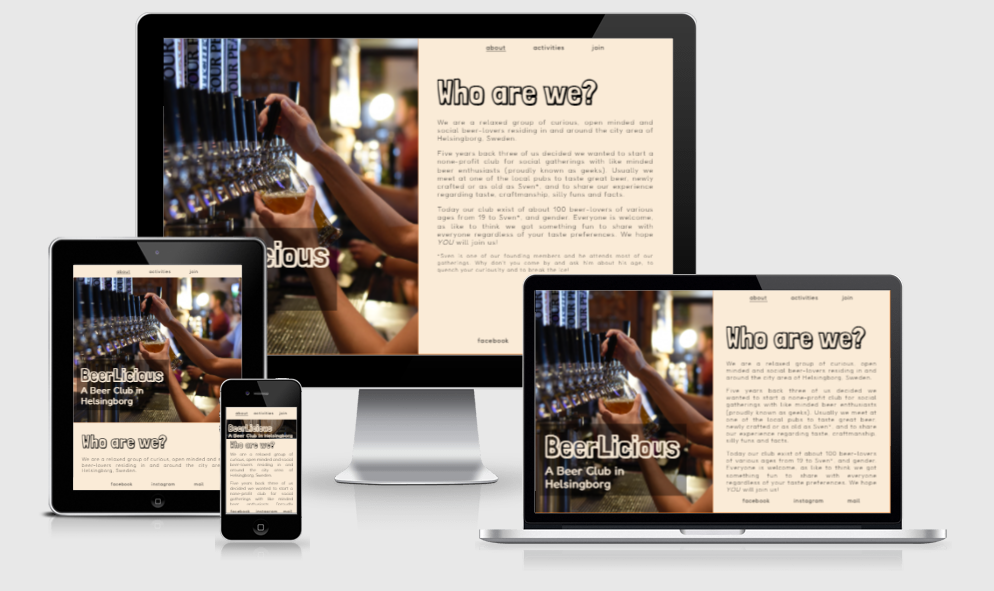 YOUR PE
about activities join
Who are we?
We are a relaxed group of curious, open minded and
social beer-lovers residing in and around the city area of
Helsingborg, Sweden.
Five years back three of us decided we wanted to start a
none-profit club for social gatherings with like minded
beer enthusiasts (proudly known as geeks). Usually we
meet at one of the local pubs to taste great beer, newly
crafted or as old as Sven*, and to share our experience
regarding taste, craftmanship, silly funs and facts.
Today our club exist of about 100 beer-lovers of various
ages from 19 to Sven*, and gender. Everyone is welcome,
as like to think we got something fun to share with
everyone regardless of your taste preferences. We hope
YOU will join us!
*Sven is one of our founding members and he attends most of our
gatherings. Why don't you come by and ask him about his age, to
quench your curiousity and to break the ice!
icious
facebook
about activities join
BeerLicious
A Beer Club in
Helsingborg
Who are we?
We are a relaxed group of curious, open minded and s
beer-lovers residing in and around the city are
Helsingborg, Sweden.
facebook instagram mail
about activities join
BeerLicious
A Beer Club in Helsingborg
Who are we?
We are a relaxed group of
curious, open minded and social
beer-lovers residing in and
around the city area of
Helsingborg, Sweden.
Five years back three of us
decided we wanted to start a
none-profit club for social
gatherings with like minded
beer enthusiasts (proudly
facebook instagram mail
about activities join
Who are we?
We are a relaxed group of curious, open
minded and social beer-lovers residing in and
around the city area of Helsingborg, Sweden.
Five years back three of us decided we
wanted to start a none-profit club for social
gatherings with like minded beer enthusiasts
(proudly known as geeks). Usually we meet at
one of the local pubs to taste great beer,
newly crafted or as old as Sven*, and to share
our experience regarding taste, craftmanship,
silly funs and facts.
Today our club exist of about 100 beer-lovers
of various ages from 19 to Sven*, and gender.
Everyone is welcome, as like to think we got
something fun to share with everyone
regardless of your taste preferences. We hope
YOU will join us!
BeerLicious
A Beer Club in
Helsingborg
facebook instagram mail